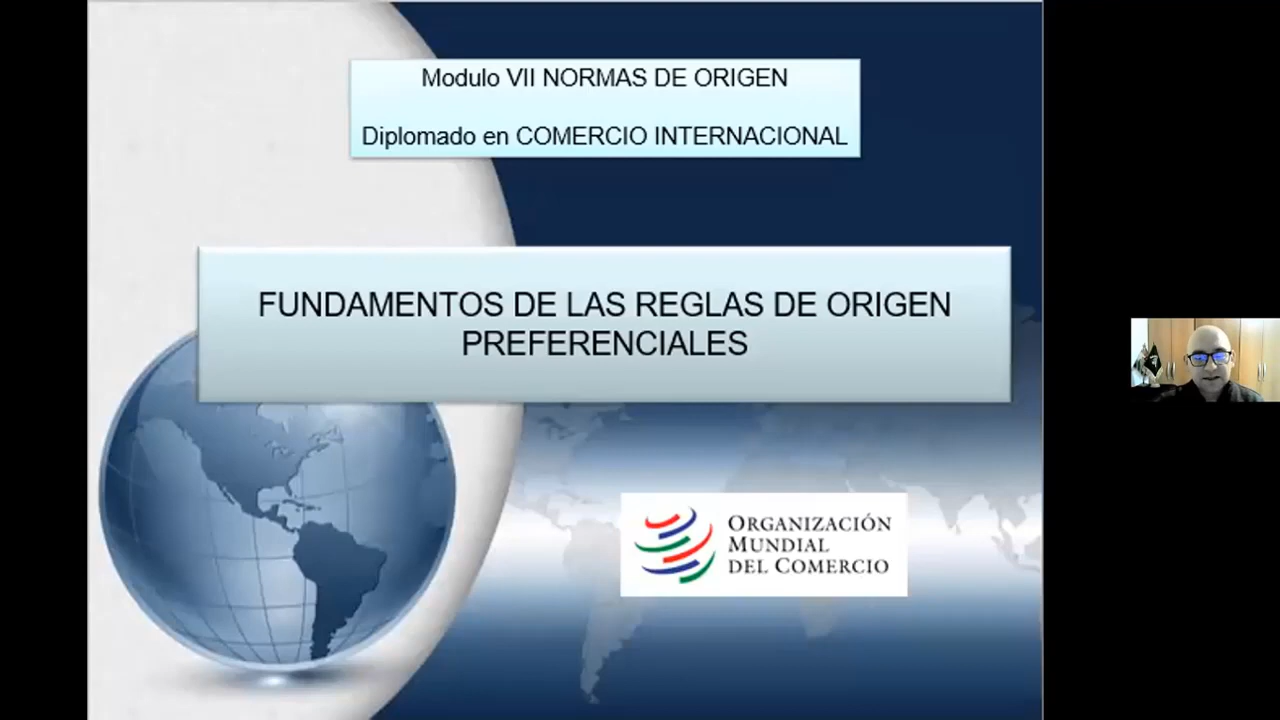 Modulo VII NORMAS DE ORIGEN
Diplomado en COMERCIO INTERNACIONAL
FUNDAMENTOS DE LAS REGLAS DE ORIGEN
PREFERENCIALES
ORGANIZACIÓN
MUNDIAL
DEL COMERCIO